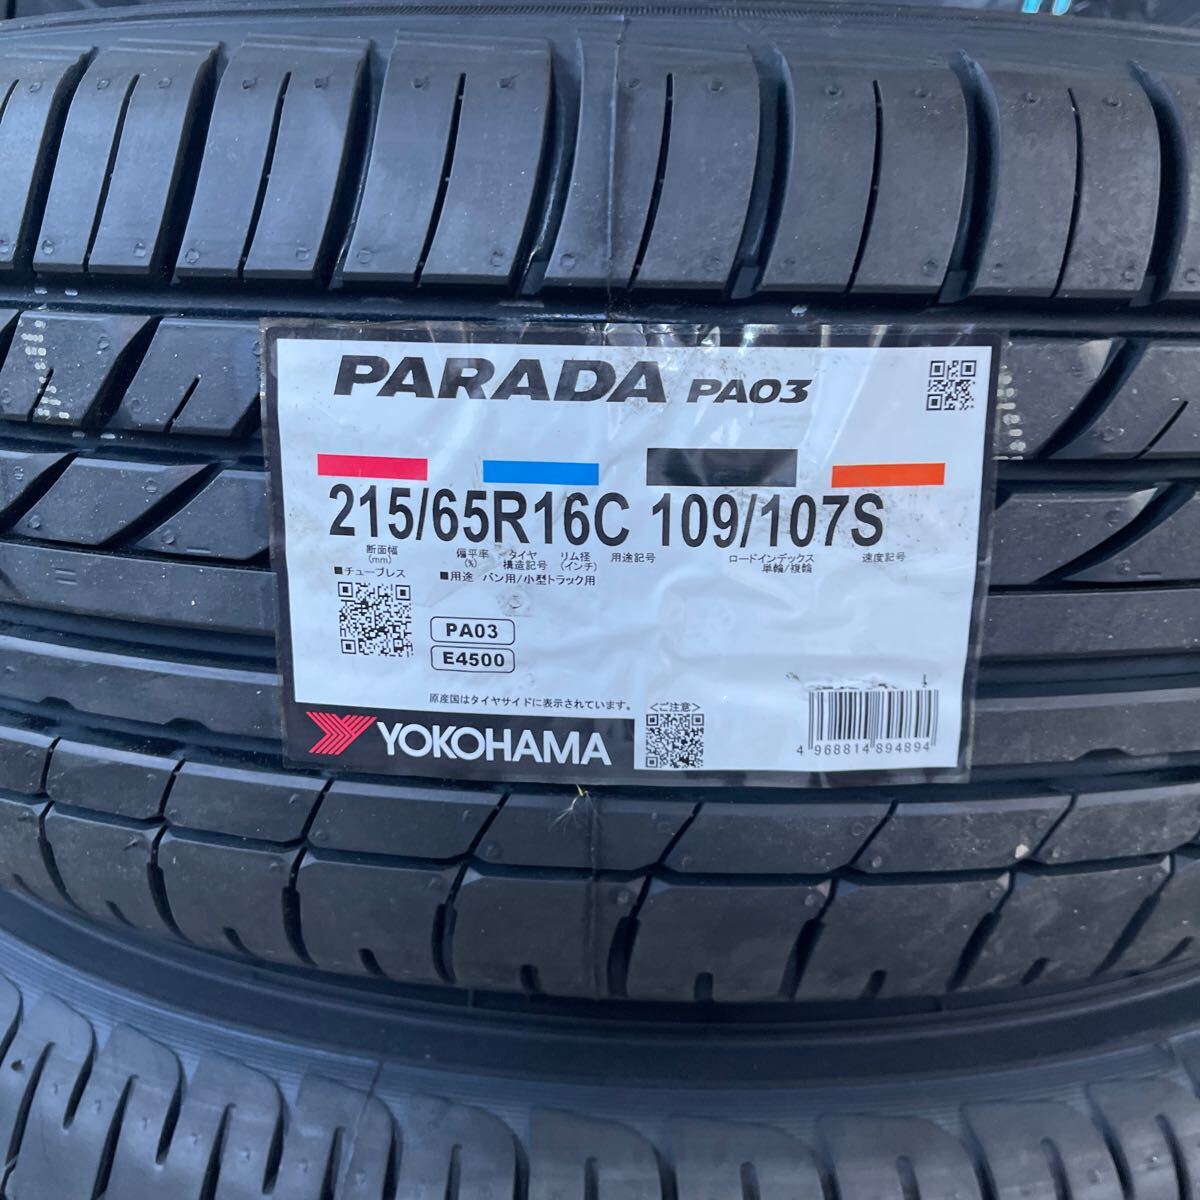 PARADA PA03
215/65R16C 109/107S
断面幅 (mm)
偏平率 (%)
タイヤ 構造記号
リム径 (インチ)
用途記号
ロードインデックス 単輪/複輪
速度記号
■チューブレス
■用途 バン用/小型トラック用
PA03
E4500
原産国はタイヤサイドに表示されています。
<ご注意>
YOKOHAMA
4 968814 894894